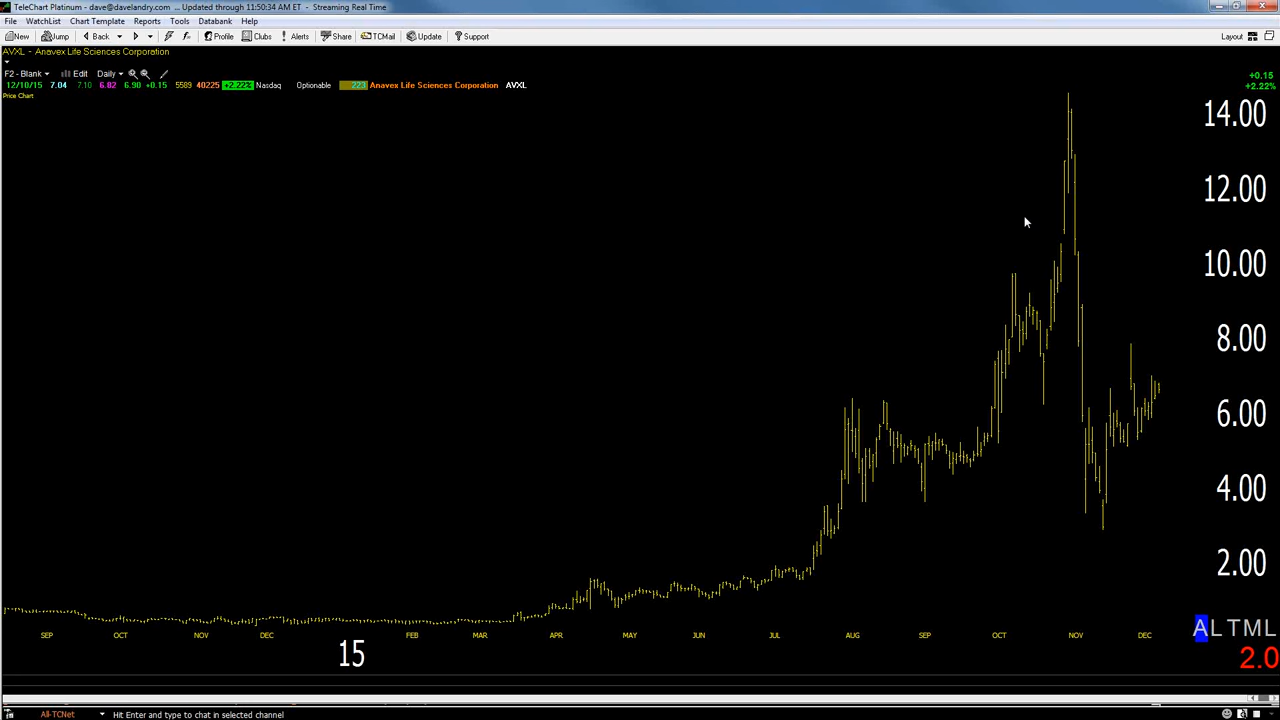 TeleChart Platinum - dave@davelandry.com ... Updated through 11:50:34 AM ET - Streaming Real Time
File WatchList Chart Template Reports Tools Databank Help
New Jump Back Profile Clubs Alerts Share TCMail Update Support Layout
AVXL - Anavex Life Sciences Corporation
F2 - Blank Edit Daily
12/10/15 7.04 7.10 6.82 6.90 +0.15 5589 40225 +2.22% Nasdaq Optionable 223 Anavex Life Sciences Corporation AVXL
+0.15
+2.22%
Price Chart
14.00
12.00
10.00
8.00
6.00
4.00
2.00
SEP OCT NOV DEC FEB MAR APR MAY JUN JUL AUG SEP OCT NOV DEC
15
ALTML
2.0
All-TCNet Hit Enter and type to chat in selected channel